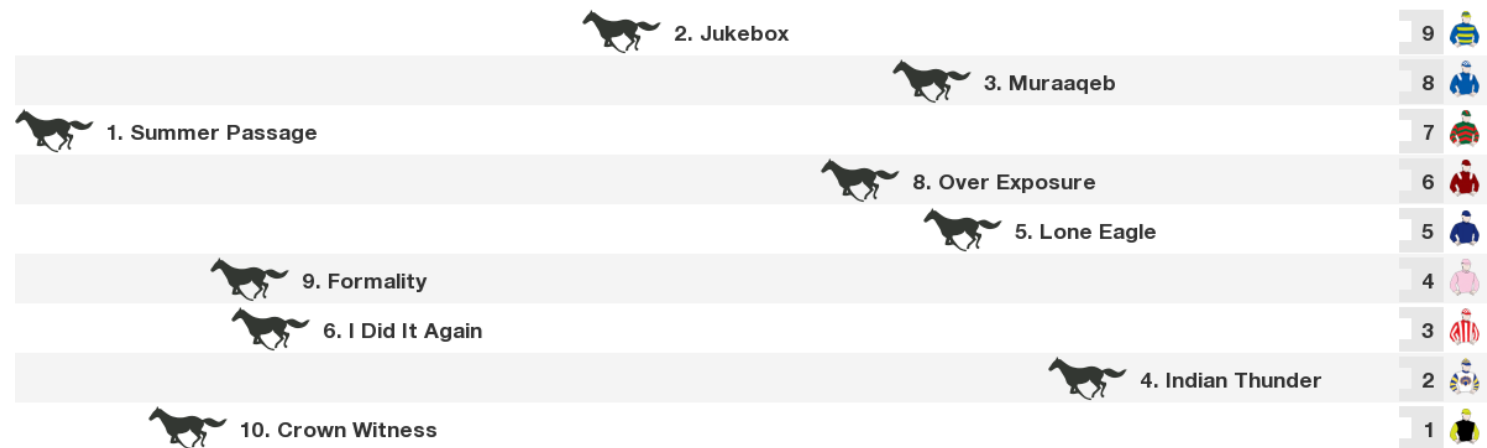 2. Jukebox 9
3. Muraaqeb 8
1. Summer Passage 7
8. Over Exposure 6
5. Lone Eagle 5
9. Formality 4
6. I Did It Again 3
4. Indian Thunder 2
10. Crown Witness 1